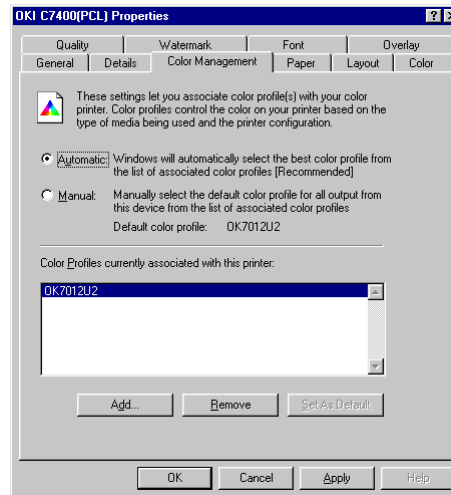 OKI C7400(PCL) Properties
Quality Watermark Font Overlay
General Details Color Management Paper Layout Color
These settings let you associate color profile(s) with your color
printer. Color profiles control the color on your printer based on the
type of media being used and the printer configuration.
Automatic: Windows will automatically select the best color profile from
the list of associated color profiles [Recommended]
Manual: Manually select the default color profile for all output from
this device from the list of associated color profiles
Default color profile: OK7012U2
Color Profiles currently associated with this printer:
OK7012U2
Add... Remove Set As Default
OK Cancel Apply Help